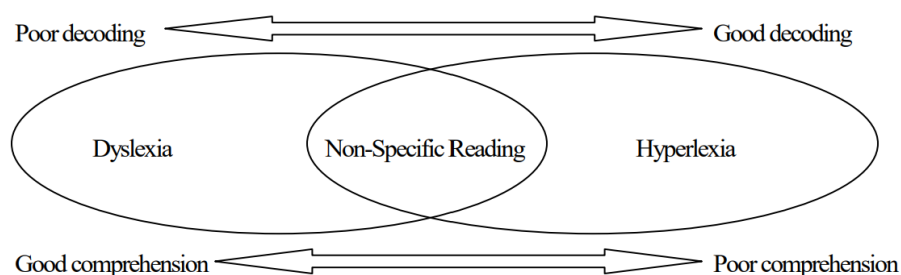 Poor decoding Good decoding
Dyslexia Non-Specific Reading Hyperlexia
Good comprehension Poor comprehension